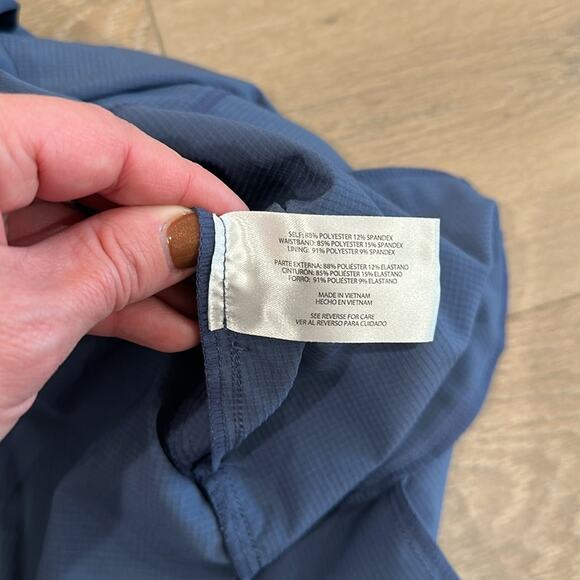 SELF: 88% POLYESTER 12% SPANDEX
WAISTBAND: 85% POLYESTER 15% SPANDEX
LINING: 91% POLYESTER 9% SPANDEX
PARTE EXTERNA: 88% POLIÉSTER 12% ELASTANO
CINTURÓN: 85% POLIÉSTER 15% ELASTANO
FORRO: 91% POLIÉSTER 9% ELASTANO
MADE IN VIETNAM
HECHO EN VIETNAM
SEE REVERSE FOR CARE
VER AL REVERSO PARA CUIDADO